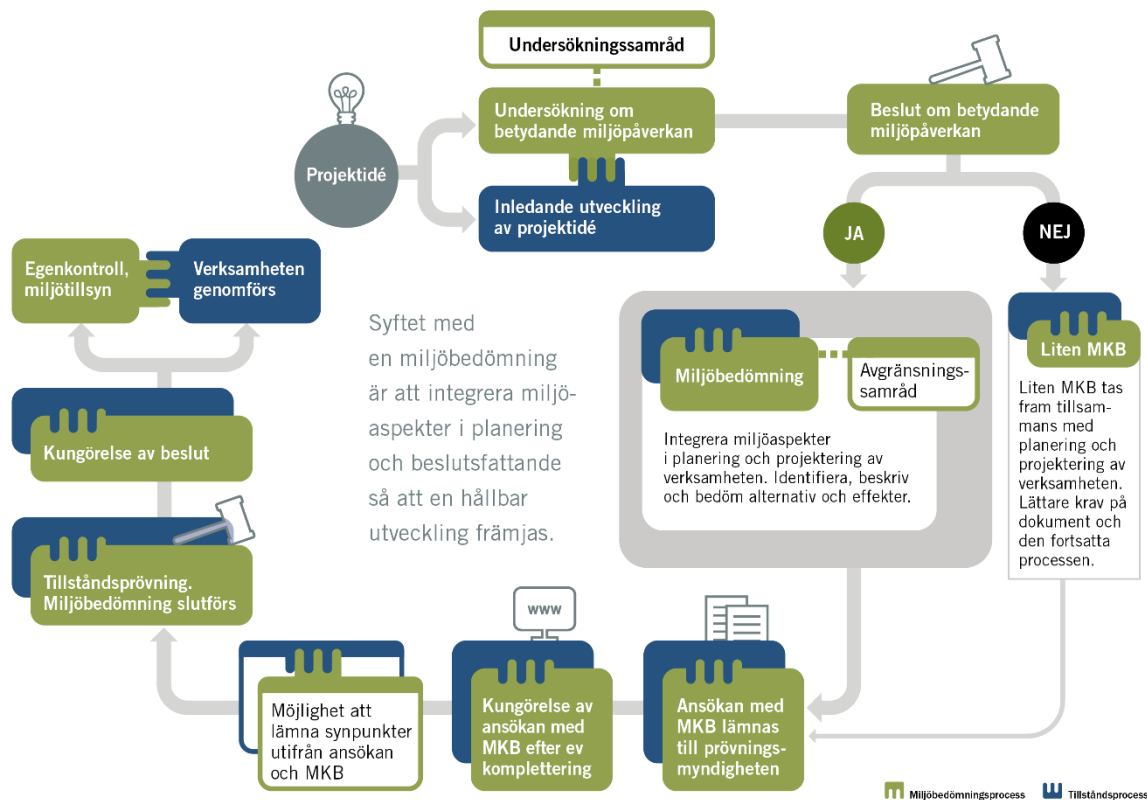 Undersökningssamråd
Projektidé
Undersökning om
betydande miljöpåverkan
Inledande utveckling
av projektidé
Beslut om betydande
miljöpåverkan
JA
NEJ
Miljöbedömning
Avgränsnings-
samråd
Integrera miljöaspekter
i planering och projektering av
verksamheten. Identifiera, beskriv
och bedöm alternativ och effekter.
Liten MKB
Liten MKB tas
fram tillsam-
mans med
planering och
projektering av
verksamheten.
Lättare krav på
dokument och
den fortsatta
processen.
Syftet med
en miljöbedömning
är att integrera miljö-
aspekter i planering
och beslutsfattande
så att en hållbar
utveckling främjas.
Ansökan med
MKB lämnas
till prövnings-
myndigheten
www
Kungörelse av
ansökan med
MKB efter ev
komplettering
Möjlighet att
lämna synpunkter
utifrån ansökan
och MKB
Tillståndsprövning.
Miljöbedömning slutförs
Kungörelse av beslut
Egenkontroll,
miljötillsyn
Verksamheten
genomförs
Miljöbedömningsprocess
Tillståndsprocess